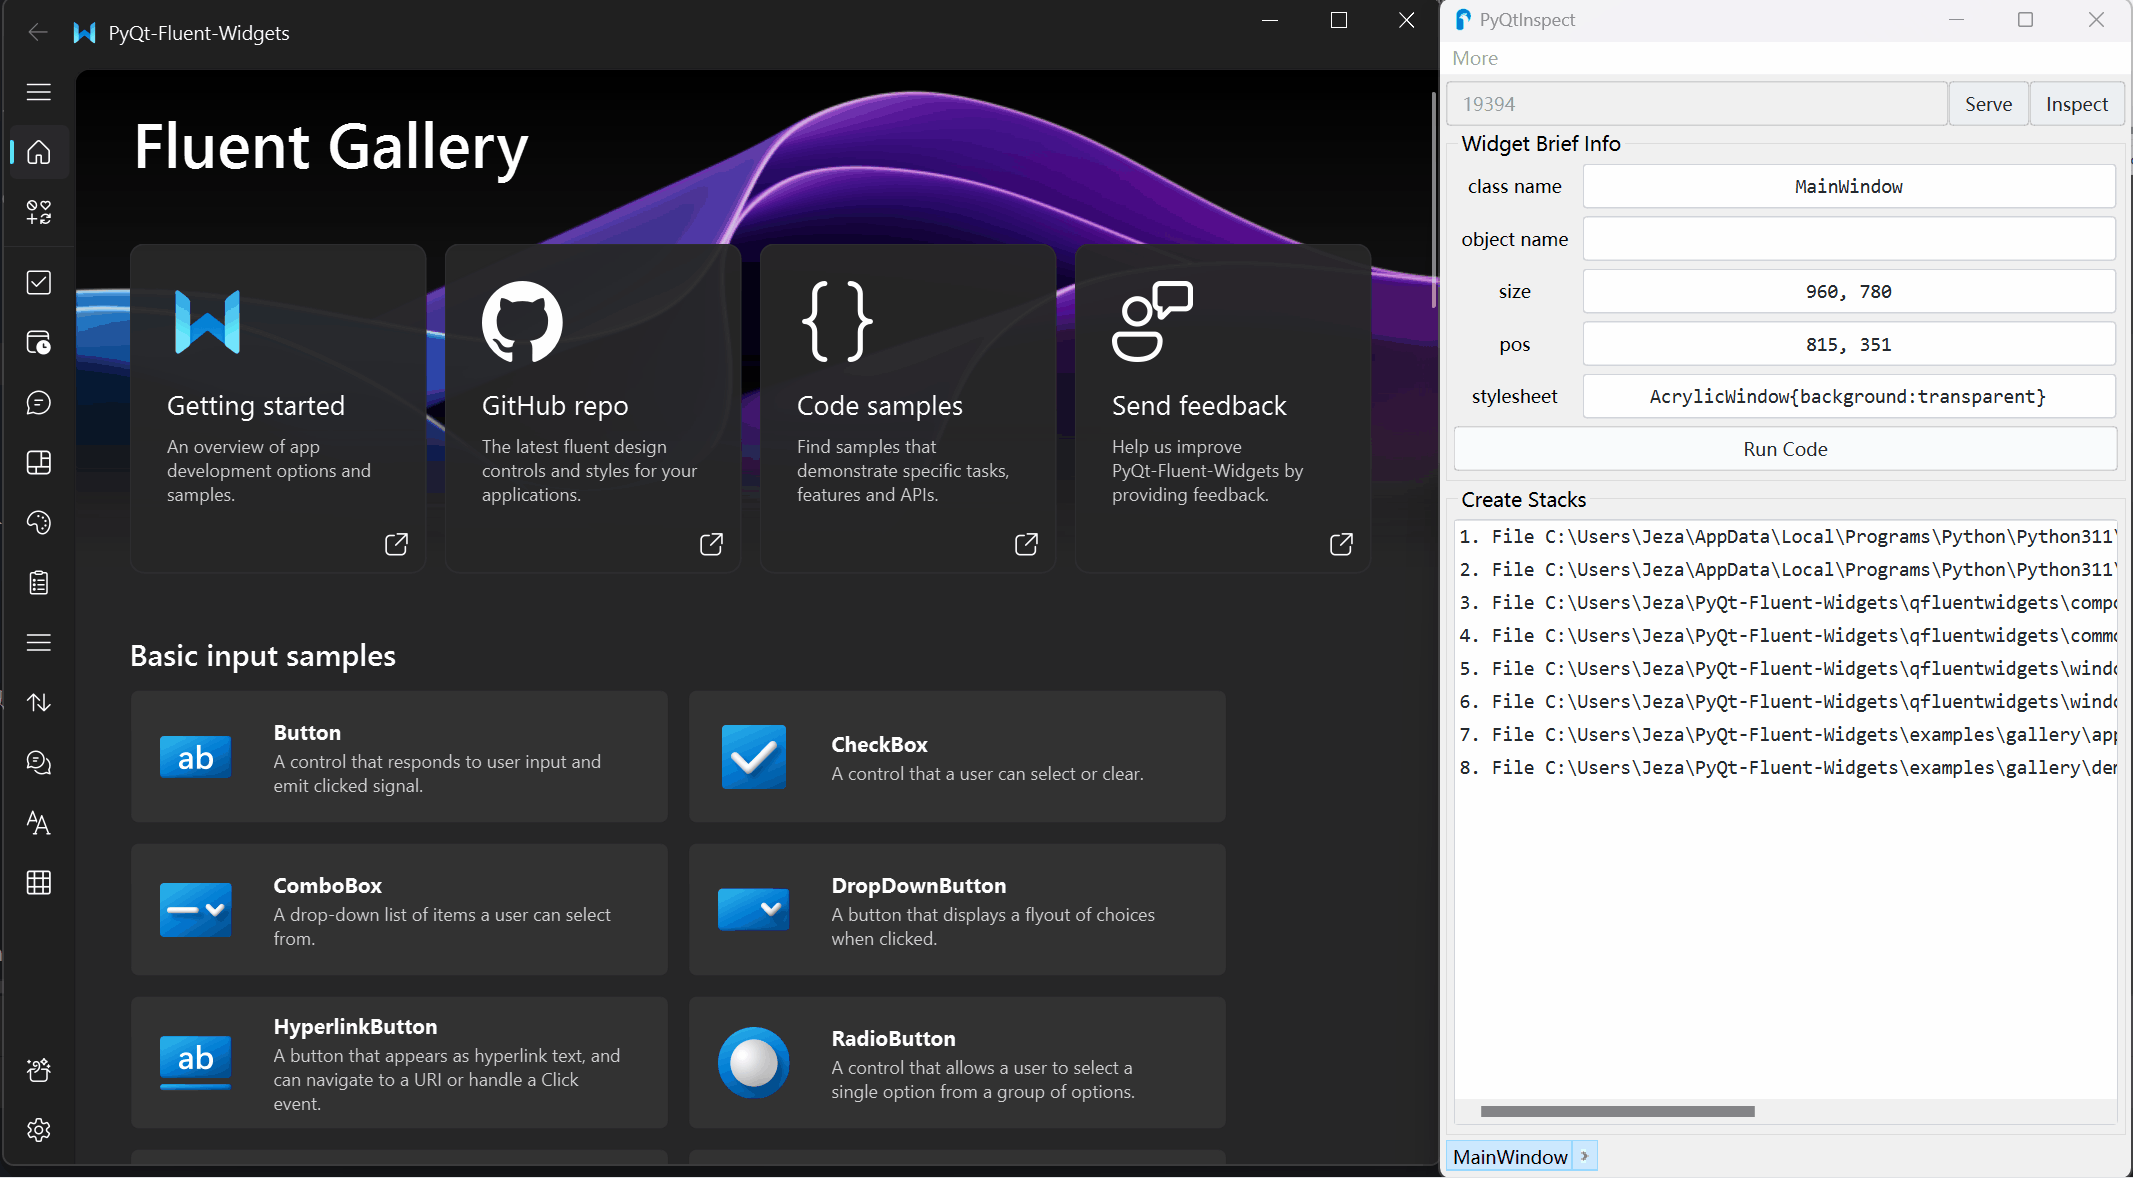 PyQt-Fluent-Widgets
Fluent Gallery
Getting started
An overview of app
development options and
samples.
GitHub repo
The latest fluent design
controls and styles for your
applications.
Code samples
Find samples that
demonstrate specific tasks,
features and APIs.
Send feedback
Help us improve
PyQt-Fluent-Widgets by
providing feedback.
Basic input samples
ab
Button
A control that responds to user input and
emit clicked signal.
CheckBox
A control that a user can select or clear.
ComboBox
A drop-down list of items a user can select
from.
DropDownButton
A button that displays a flyout of choices
when clicked.
ab
HyperlinkButton
A button that appears as hyperlink text, and
can navigate to a URI or handle a Click
event.
RadioButton
A control that allows a user to select a
single option from a group of options.
PyQtInspect
More
19394
Serve
Inspect
Widget Brief Info
class name
MainWindow
object name
size
960, 780
pos
815, 351
stylesheet
AcrylicWindow{background:transparent}
Run Code
Create Stacks
1. File C:\Users\Jeza\AppData\Local\Programs\Python\Python311\
2. File C:\Users\Jeza\AppData\Local\Programs\Python\Python311\
3. File C:\Users\Jeza\PyQt-Fluent-Widgets\qfluentwidgets\compo
4. File C:\Users\Jeza\PyQt-Fluent-Widgets\qfluentwidgets\commo
5. File C:\Users\Jeza\PyQt-Fluent-Widgets\qfluentwidgets\windo
6. File C:\Users\Jeza\PyQt-Fluent-Widgets\qfluentwidgets\windo
7. File C:\Users\Jeza\PyQt-Fluent-Widgets\examples\gallery\app
8. File C:\Users\Jeza\PyQt-Fluent-Widgets\examples\gallery\dem
MainWindow